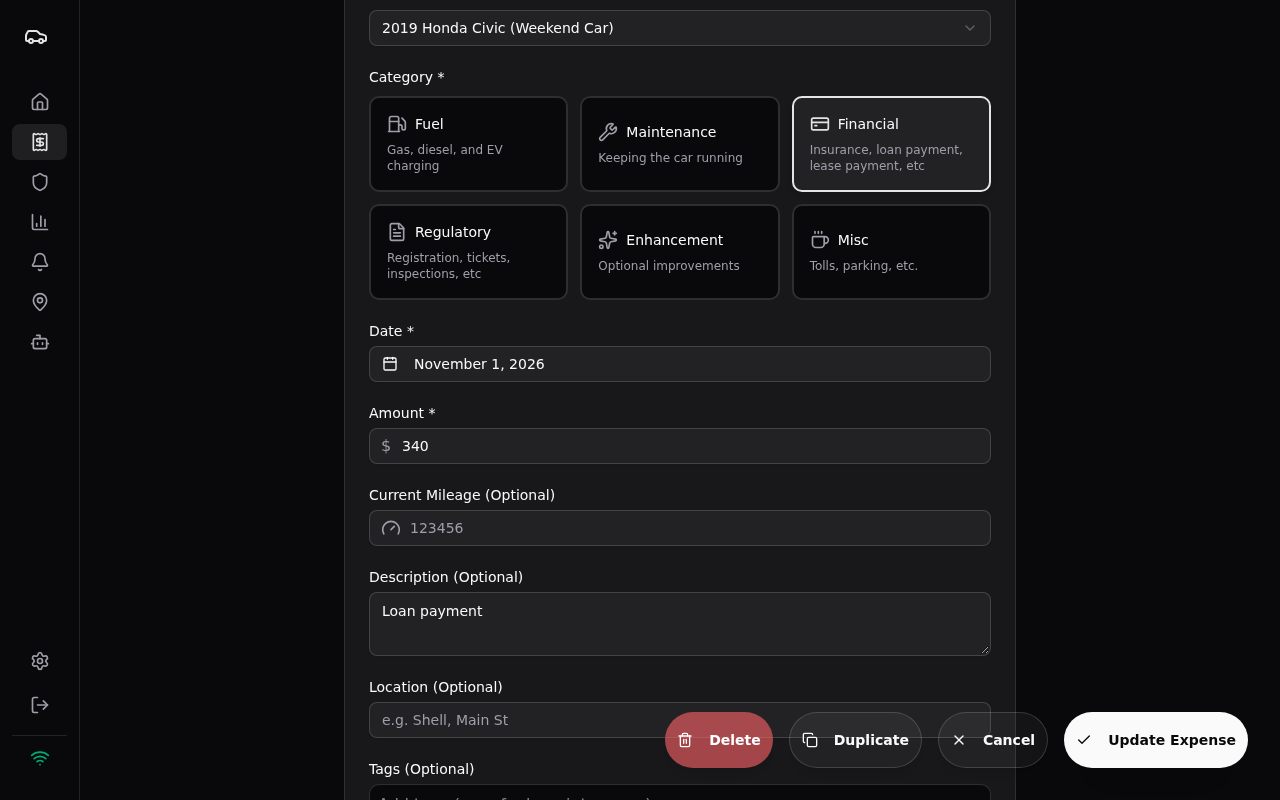 2019 Honda Civic (Weekend Car)
Category *
Fuel
Gas, diesel, and EV
charging
Maintenance
Keeping the car running
Financial
Insurance, loan payment,
lease payment, etc
Regulatory
Registration, tickets,
inspections, etc
Enhancement
Optional improvements
Misc
Tolls, parking, etc.
Date *
November 1, 2026
Amount *
$ 340
Current Mileage (Optional)
123456
Description (Optional)
Loan payment
Location (Optional)
e.g. Shell, Main St
Delete
Duplicate
Cancel
Update Expense
Tags (Optional)